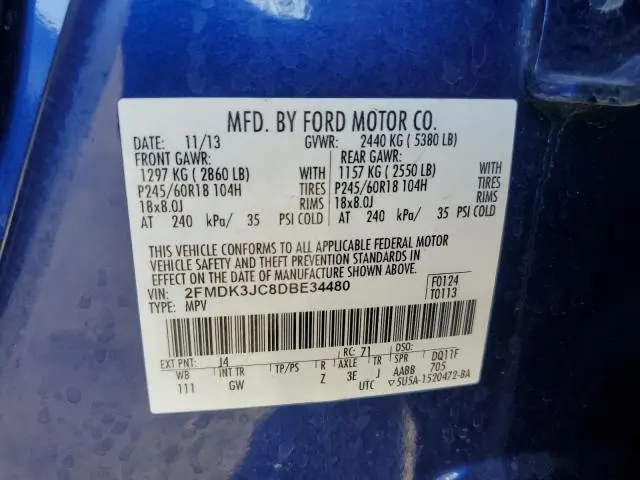 MFD. BY FORD MOTOR CO.
DATE: 11/13 GVWR: 2440 KG ( 5380 LB)
FRONT GAWR: REAR GAWR:
1297 KG ( 2860 LB) WITH 1157 KG ( 2550 LB) WITH
P245/60R18 104H TIRES P245/60R18 104H TIRES
18x8.0J RIMS 18x8.0J RIMS
AT 240 kPa/ 35 PSI COLD AT 240 kPa/ 35 PSI COLD
THIS VEHICLE CONFORMS TO ALL APPLICABLE FEDERAL MOTOR
VEHICLE SAFETY AND THEFT PREVENTION STANDARDS IN
EFFECT ON THE DATE OF MANUFACTURE SHOWN ABOVE.
VIN: 2FMDK3JC8DBE34480 F0124
TYPE: MPV T0113
EXT PNT: J4 RC: 71 DSO:
WB INT TR TP/PS R AXLE TR SPR DQ11F
111 GW Z 3E J AABB 705
UTC ▽5U5A-1520472-BA